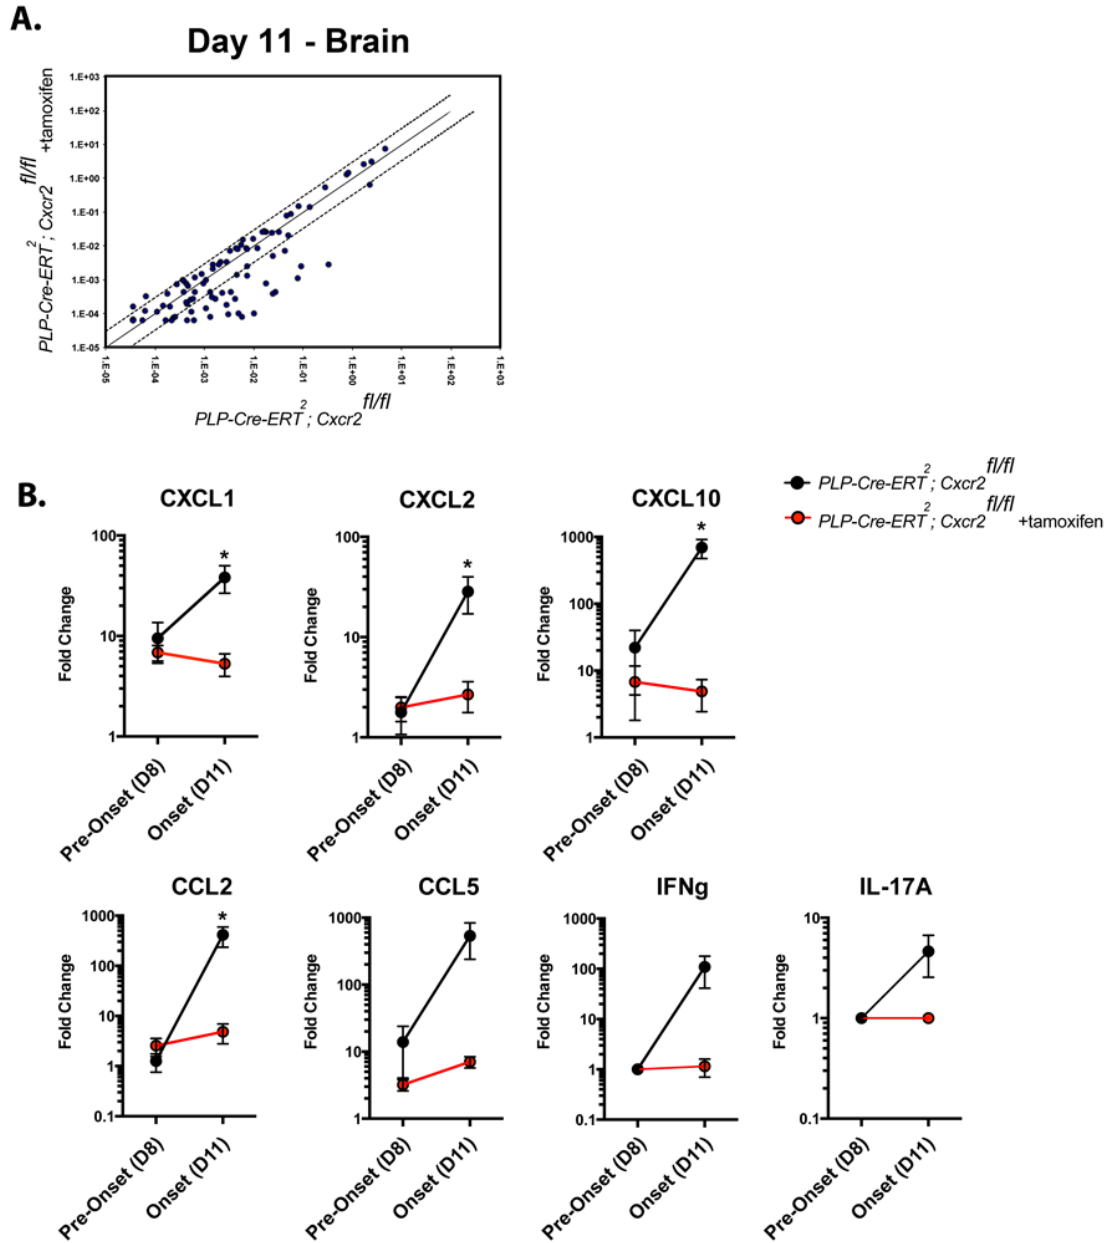 A.
Day 11 - Brain
PLP-Cre-ERT2; Cxcr2fl/fl +tamoxifen
1.E+03
1.E+02
1.E+01
1.E+00
1.E-01
1.E-02
1.E-03
1.E-04
1.E-05
1.E-05 1.E-04 1.E-03 1.E-02 1.E-01 1.E+00 1.E+01 1.E+02 1.E+03
PLP-Cre-ERT2; Cxcr2fl/fl
B.
PLP-Cre-ERT2; Cxcr2fl/fl
PLP-Cre-ERT2; Cxcr2fl/fl +tamoxifen
CXCL1
Fold Change
100
10
1
*
Pre-Onset (D8)
Onset (D11)
CXCL2
Fold Change
100
10
1
*
Pre-Onset (D8)
Onset (D11)
CXCL10
Fold Change
1000
100
10
1
*
Pre-Onset (D8)
Onset (D11)
CCL2
Fold Change
1000
100
10
1
0.1
*
Pre-Onset (D8)
Onset (D11)
CCL5
Fold Change
1000
100
10
1
Pre-Onset (D8)
Onset (D11)
IFNg
Fold Change
1000
100
10
1
0.1
Pre-Onset (D8)
Onset (D11)
IL-17A
Fold Change
10
1
0.1
Pre-Onset (D8)
Onset (D11)